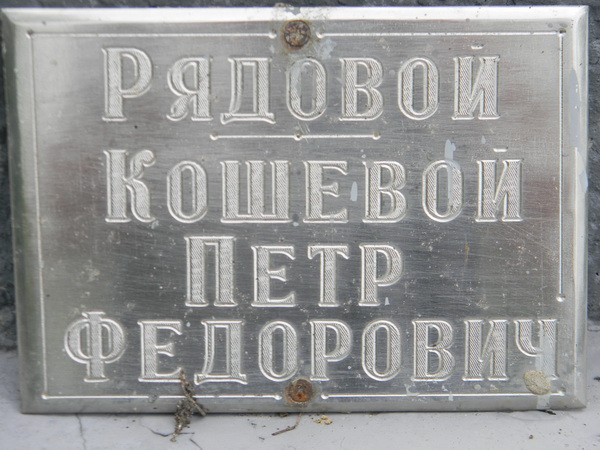 Рядовой
Кошевой
Петр
Федорович